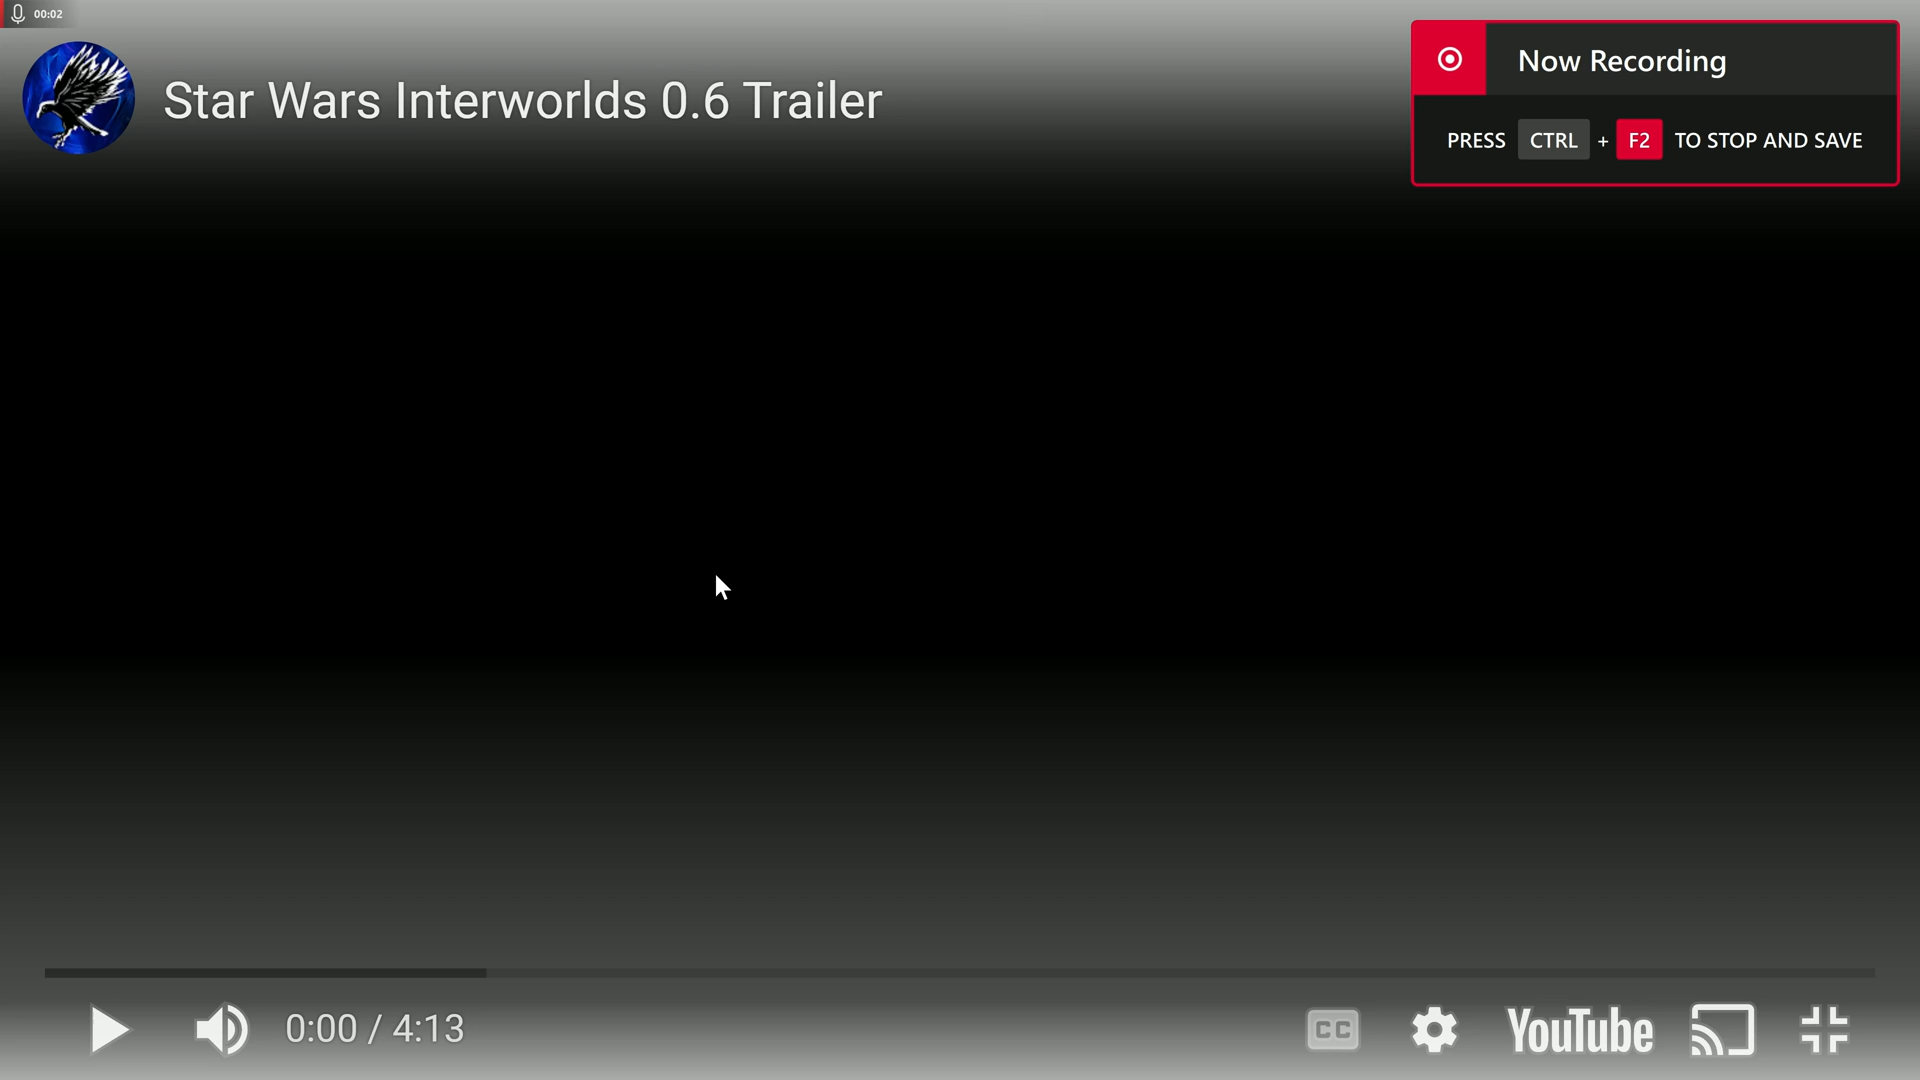 00:02
Star Wars Interworlds 0.6 Trailer
Now Recording
PRESS CTRL + F2 TO STOP AND SAVE
0:00 / 4:13
CC
YouTube